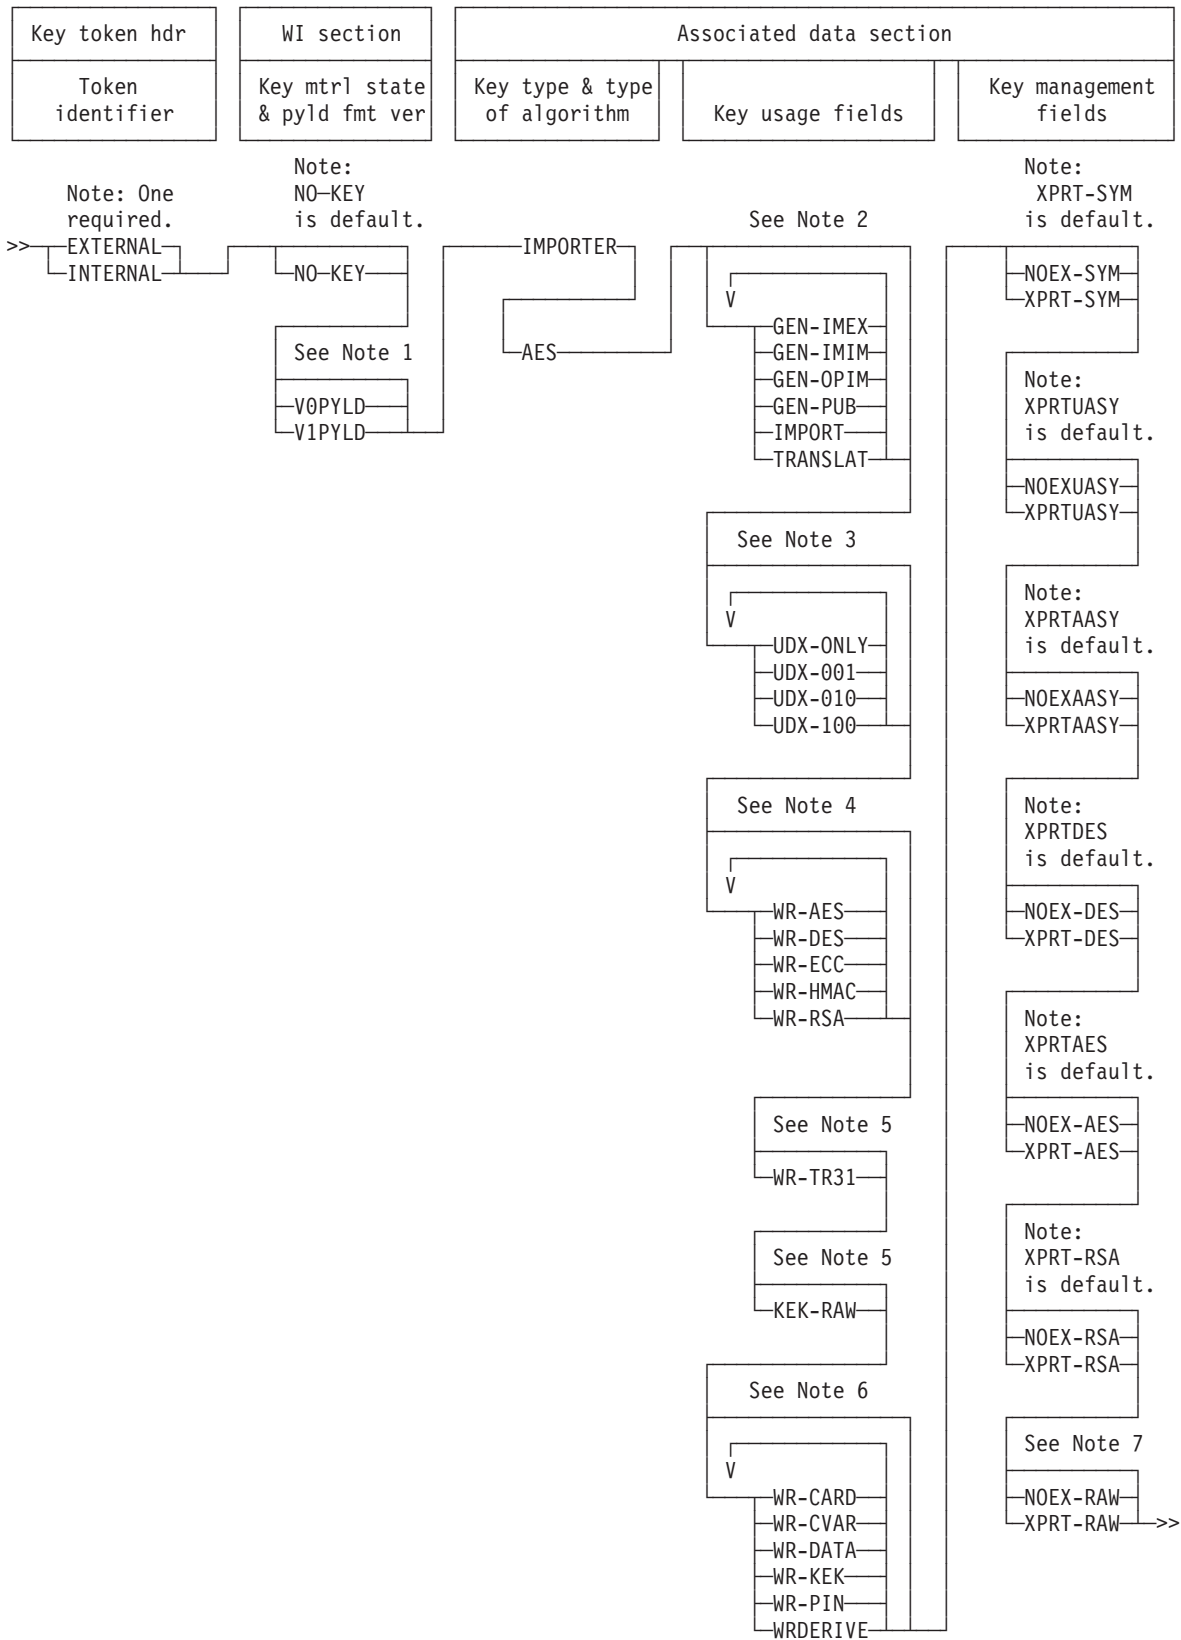 Key token hdr
WI section
Associated data section
Token
identifier
Key mtrl state
& pyld fmt ver
Key type & type
of algorithm
Key usage fields
Key management
fields
Note: One
required.
>>
EXTERNAL
INTERNAL
Note:
NO-KEY
is default.
NO-KEY
See Note 1
V0PYLD
V1PYLD
IMPORTER
AES
See Note 2
V
GEN-IMEX
GEN-IMIM
GEN-OPIM
GEN-PUB
IMPORT
TRANSLAT
See Note 3
V
UDX-ONLY
UDX-001
UDX-010
UDX-100
See Note 4
V
WR-AES
WR-DES
WR-ECC
WR-HMAC
WR-RSA
See Note 5
WR-TR31
See Note 5
KEK-RAW
See Note 6
V
WR-CARD
WR-CVAR
WR-DATA
WR-KEK
WR-PIN
WRDERIVE
Note:
XPRT-SYM
is default.
NOEX-SYM
XPRT-SYM
Note:
XPRTUASY
is default.
NOEXUASY
XPRTUASY
Note:
XPRTAASY
is default.
NOEXAASY
XPRTAASY
Note:
XPRTDES
is default.
NOEX-DES
XPRT-DES
Note:
XPRTAES
is default.
NOEX-AES
XPRT-AES
Note:
XPRT-RSA
is default.
NOEX-RSA
XPRT-RSA
See Note 7
NOEX-RAW
XPRT-RAW
>>